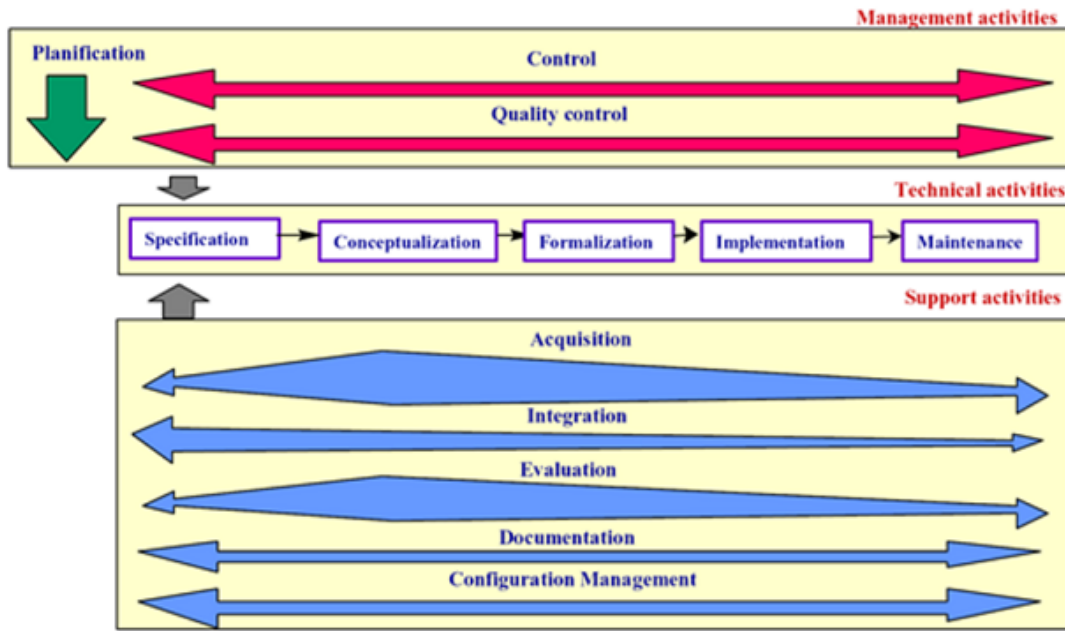 Management activities
Planification
Control
Quality control
Technical activities
Specification
Conceptualization
Formalization
Implementation
Maintenance
Support activities
Acquisition
Integration
Evaluation
Documentation
Configuration Management